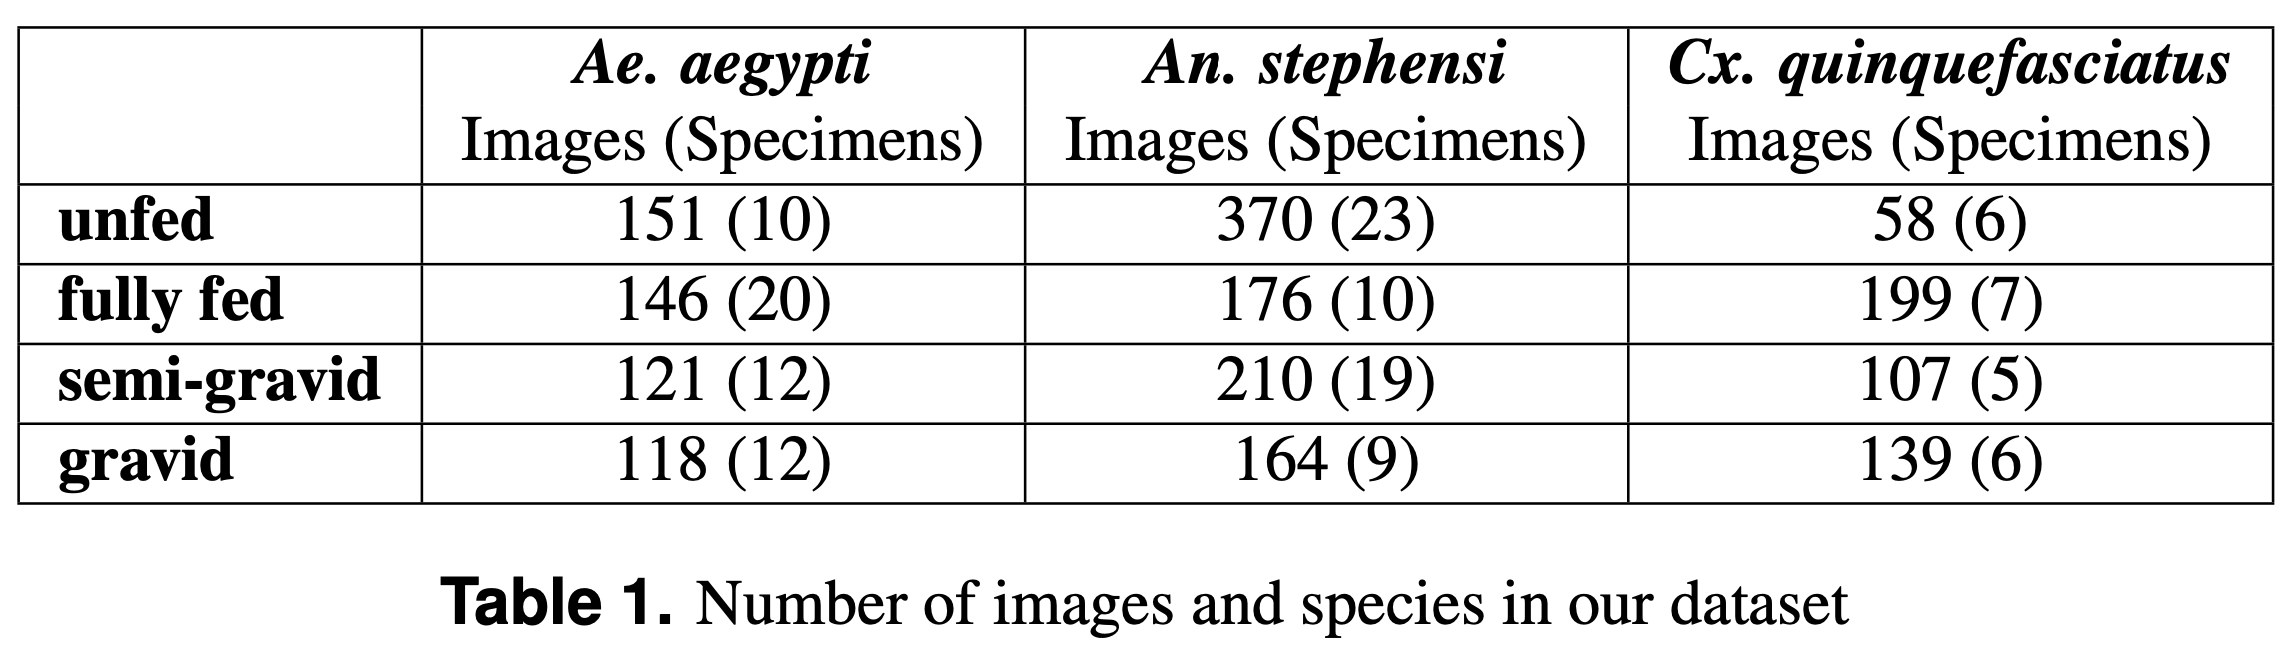 Ae. aegypti An. stephensi Cx. quinquefasciatus
Images (Specimens) Images (Specimens) Images (Specimens)
unfed 151 (10) 370 (23) 58 (6)
fully fed 146 (20) 176 (10) 199 (7)
semi-gravid 121 (12) 210 (19) 107 (5)
gravid 118 (12) 164 (9) 139 (6)
Table 1. Number of images and species in our dataset